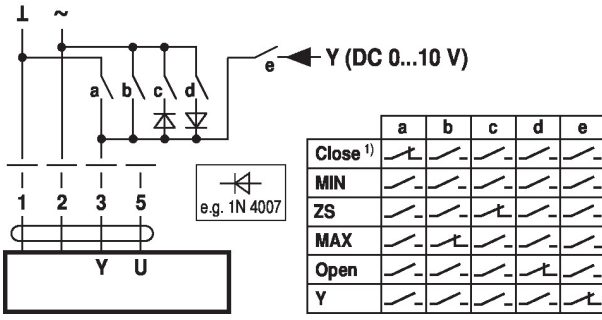 ⊥ ~
e Y (DC 0...10 V)
a b c d
1 2 3 5
e.g. 1N 4007
Y U
a b c d e
Close 1)
MIN
ZS
MAX
Open
Y